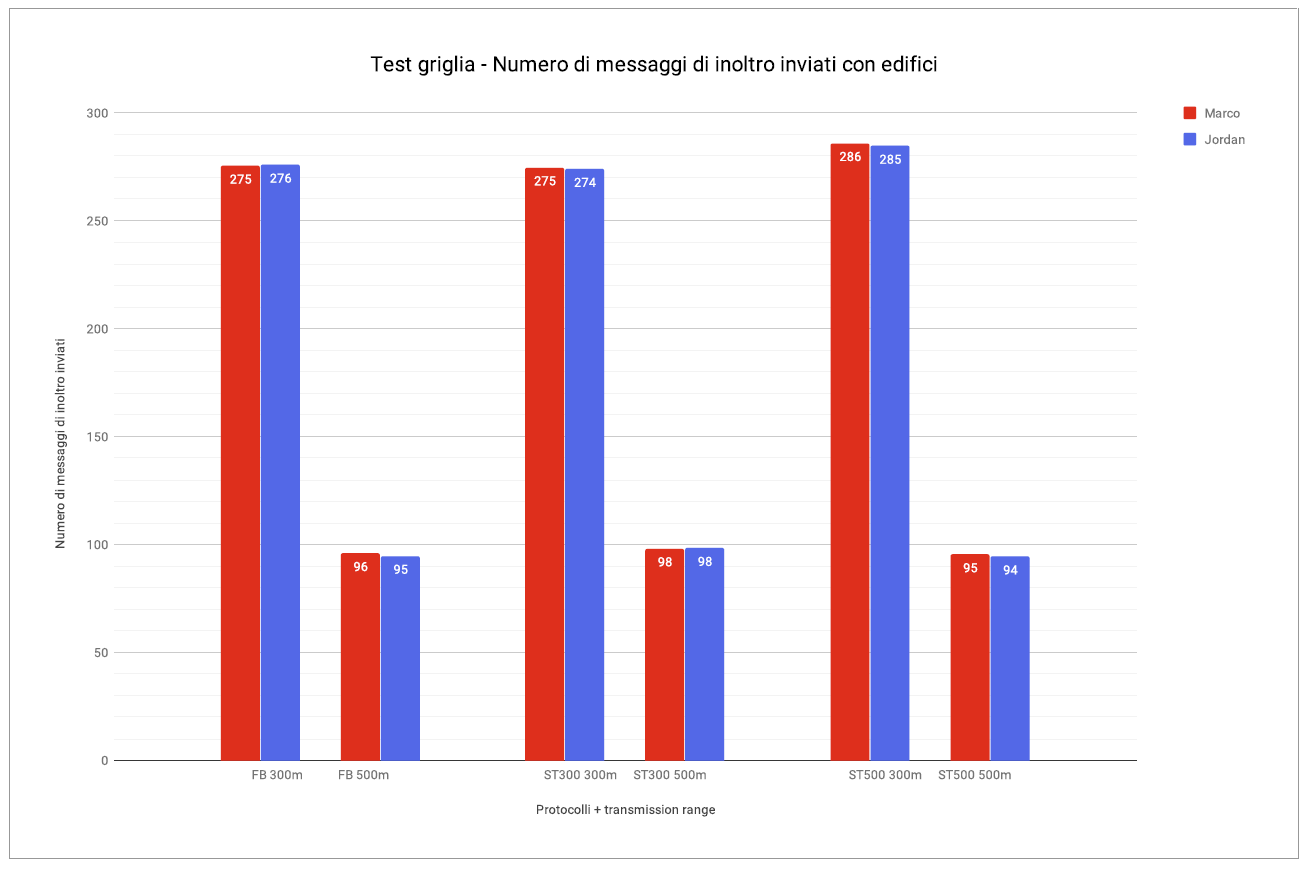 Test griglia - Numero di messaggi di inoltro inviati con edifici
Marco
Jordan
Numero di messaggi di inoltro inviati
300
250
200
150
100
50
0
275
276
96
95
275
274
98
98
286
285
95
94
FB 300m
FB 500m
ST300 300m
ST300 500m
ST500 300m
ST500 500m
Protocolli + transmission range